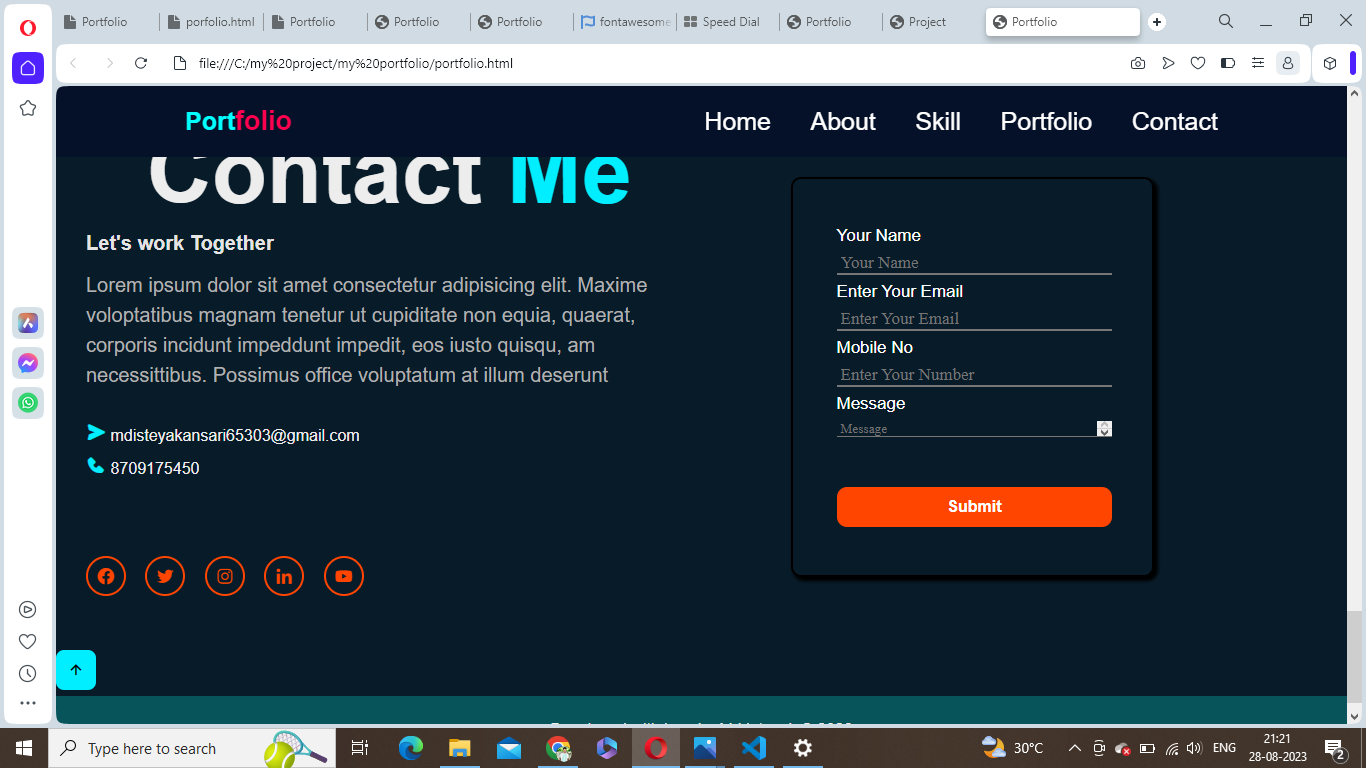 Portfolio
porfolio.html
Portfolio
Portfolio
Portfolio
fontawesome
Speed Dial
Portfolio
Project
Portfolio
file:///C:/my%20project/my%20portfolio/portfolio.html
Portfolio
Home
About
Skill
Portfolio
Contact
Contact Me
Let's work Together
Lorem ipsum dolor sit amet consectetur adipisicing elit. Maxime
voloptatibus magnam tenetur ut cupiditate non equia, quaerat,
corporis incidunt impeddunt impedit, eos iusto quisqu, am
necessittibus. Possimus office voluptatum at illum deserunt
mdisteyakansari65303@gmail.com
8709175450
Your Name
Your Name
Enter Your Email
Enter Your Email
Mobile No
Enter Your Number
Message
Message
Submit
Type here to search
30°C
ENG
21:21
28-08-2023
2